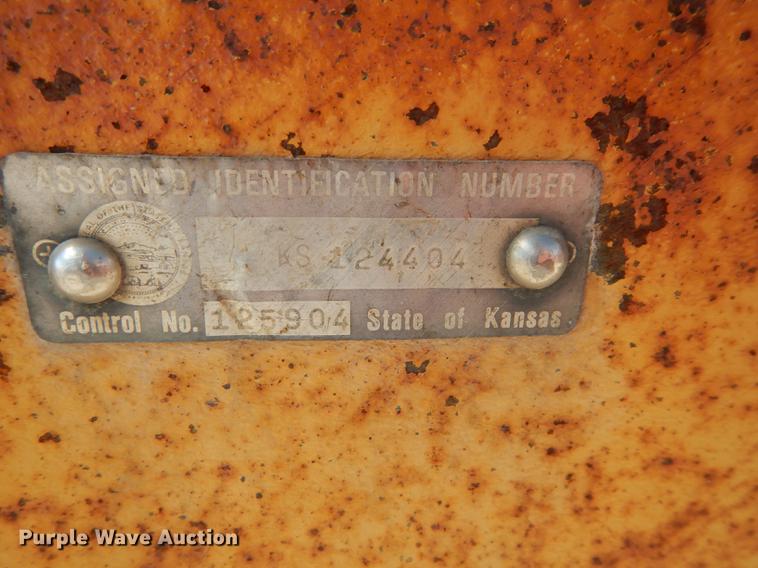 ASSIGNED IDENTIFICATION NUMBER
KS 124404
Control No. 125904 State of Kansas
Purple Wave Auction